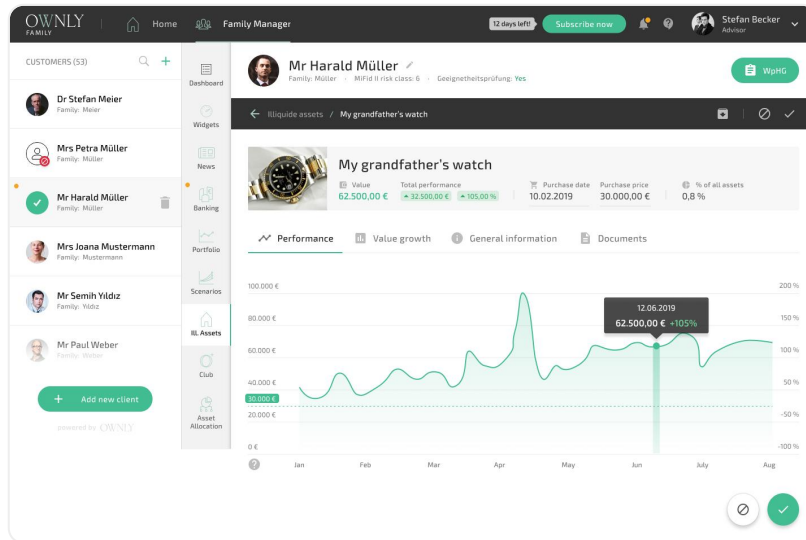 OWNLY
FAMILY
Home
Family Manager
12 days left!
Subscribe now
Stefan Becker
Advisor
CUSTOMERS (53)
Dr Stefan Meier
Family: Meier
Mrs Petra Müller
Family: Müller
Mr Harald Müller
Family: Müller
Mrs Joana Mustermann
Family: Mustermann
Mr Semih Yıldız
Family: Yıldız
Mr Paul Weber
Family: Weber
+ Add new client
powered by OWNLY
Dashboard
Widgets
News
Banking
Portfolio
Scenarios
Ill. Assets
Club
Asset
Allocation
Mr Harald Müller
Family: Müller
MiFid II risk class: 6
Geeignetheitsprüfung: Yes
WpHG
Illiquide assets / My grandfather's watch
My grandfather's watch
Value
Total performance
Purchase date
Purchase price
% of all assets
62.500,00 €
32.500,00 €
105,00 %
10.02.2019
30.000,00 €
0,8 %
Performance
Value growth
General information
Documents
100.000 €
200 %
80.000 €
150 %
60.000 €
100 %
40.000 €
50 %
30.000 €
20.000 €
-50 %
0 €
-100 %
12.06.2019
62.500,00 € +105%
Jan
Feb
Mar
Apr
May
Jun
July
Aug